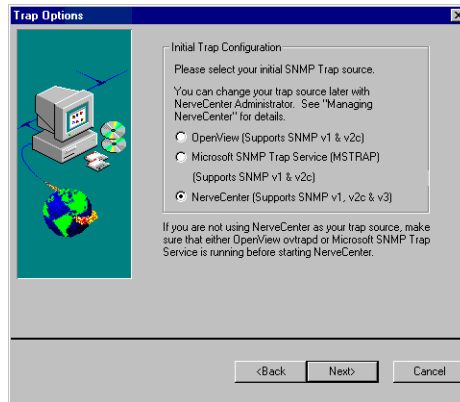 Trap Options
Initial Trap Configuration
Please select your initial SNMP Trap source.
You can change your trap source later with
NerveCenter Administrator. See "Managing
NerveCenter" for details.
OpenView (Supports SNMP v1 & v2c)
Microsoft SNMP Trap Service (MSTRAP)
(Supports SNMP v1 & v2c)
NerveCenter (Supports SNMP v1, v2c & v3)
If you are not using NerveCenter as your trap source, make
sure that either OpenView ovtrapd or Microsoft SNMP Trap
Service is running before starting NerveCenter.
<Back
Next>
Cancel